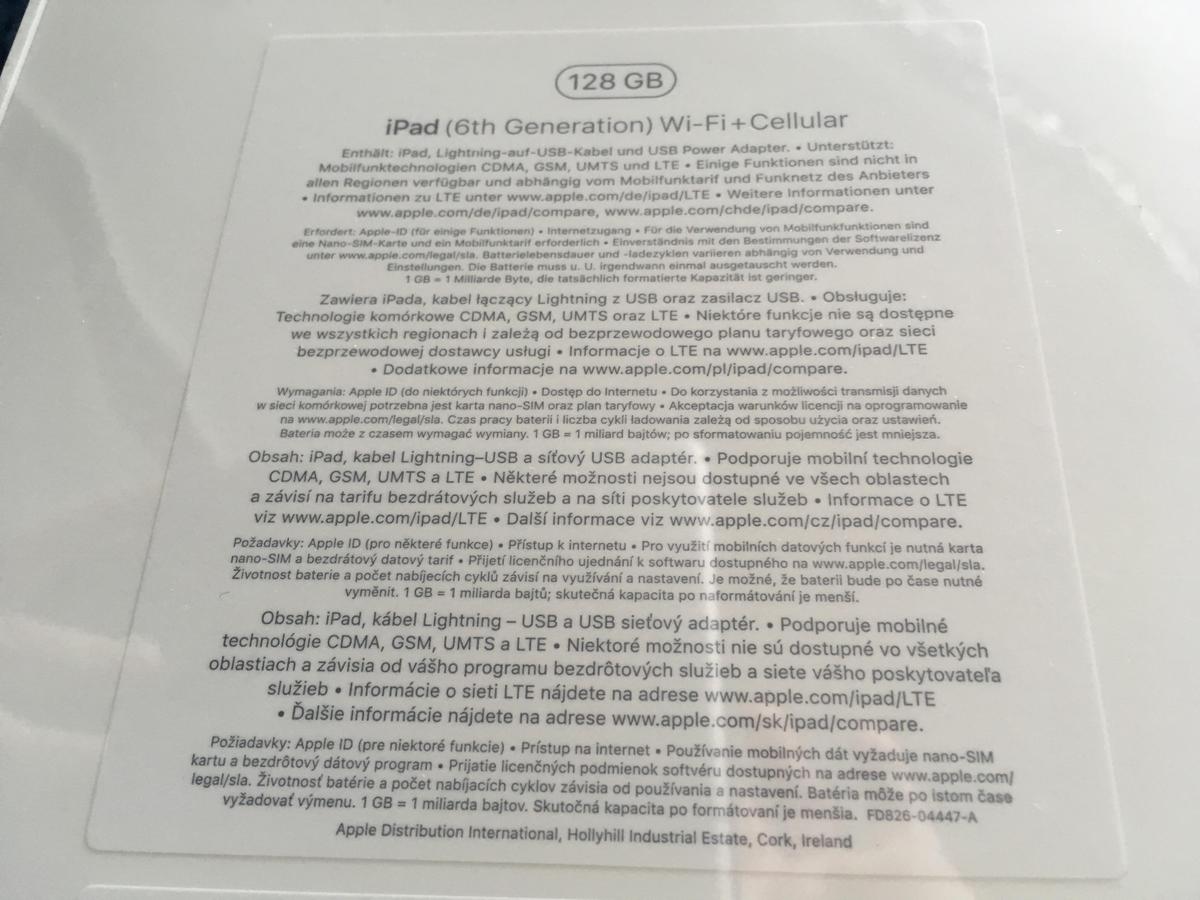 128 GB
iPad (6th Generation) Wi-Fi + Cellular
Enthält: iPad, Lightning-auf-USB-Kabel und USB Power Adapter. • Unterstützt:
Mobilfunktechnologien CDMA, GSM, UMTS und LTE • Einige Funktionen sind nicht in
allen Regionen verfügbar und abhängig vom Mobilfunktarif und Funknetz des Anbieters
• Informationen zu LTE unter www.apple.com/de/ipad/LTE • Weitere Informationen unter
www.apple.com/de/ipad/compare, www.apple.com/chde/ipad/compare.
Erfordert: Apple-ID (für einige Funktionen) • Internetzugang • Für die Verwendung von Mobilfunkfunktionen sind
eine Nano-SIM-Karte und ein Mobilfunktarif erforderlich • Einverständnis mit den Bestimmungen der Softwarelizenz
unter www.apple.com/legal/sla. Batterielebensdauer und -ladezyklen variieren abhängig von Verwendung und
Einstellungen. Die Batterie muss u. U. irgendwann einmal ausgetauscht werden.
1 GB = 1 Milliarde Byte, die tatsächlich formatierte Kapazität ist geringer.
Zawiera iPada, kabel łączący Lightning z USB oraz zasilacz USB. • Obsługuje:
Technologie komórkowe CDMA, GSM, UMTS oraz LTE • Niektóre funkcje nie są dostępne
we wszystkich regionach i zależą od bezprzewodowego planu taryfowego oraz sieci
bezprzewodowej dostawcy usługi • Informacje o LTE na www.apple.com/ipad/LTE
• Dodatkowe informacje na www.apple.com/pl/ipad/compare.
Wymagania: Apple ID (do niektórych funkcji) • Dostęp do Internetu • Do korzystania z możliwości transmisji danych
w sieci komórkowej potrzebna jest karta nano-SIM oraz plan taryfowy • Akceptacja warunków licencji na oprogramowanie
na www.apple.com/legal/sla. Czas pracy baterii i liczba cykli ładowania zależą od sposobu użycia oraz ustawień.
Bateria może z czasem wymagać wymiany. 1 GB = 1 miliard bajtów; po sformatowaniu pojemność jest mniejsza.
Obsah: iPad, kabel Lightning–USB a síťový USB adaptér. • Podporuje mobilní technologie
CDMA, GSM, UMTS a LTE • Některé možnosti nejsou dostupné ve všech oblastech
a závisí na tarifu bezdrátových služeb a na síti poskytovatele služeb • Informace o LTE
viz www.apple.com/ipad/LTE • Další informace viz www.apple.com/cz/ipad/compare.
Požadavky: Apple ID (pro některé funkce) • Přístup k internetu • Pro využití mobilních datových funkcí je nutná karta
nano-SIM a bezdrátový datový tarif • Přijetí licenčního ujednání k softwaru dostupného na www.apple.com/legal/sla.
Životnost baterie a počet nabíjecích cyklů závisí na využívání a nastavení. Je možné, že baterii bude po čase nutné
vyměnit. 1 GB = 1 miliarda bajtů; skutečná kapacita po naformátování je menší.
Obsah: iPad, kábel Lightning – USB a USB sieťový adaptér. • Podporuje mobilné
technológie CDMA, GSM, UMTS a LTE • Niektoré možnosti nie sú dostupné vo všetkých
oblastiach a závisia od vášho programu bezdrôtových služieb a siete vášho poskytovateľa
služieb • Informácie o sieti LTE nájdete na adrese www.apple.com/ipad/LTE
• Ďalšie informácie nájdete na adrese www.apple.com/sk/ipad/compare.
Požiadavky: Apple ID (pre niektoré funkcie) • Prístup na internet • Používanie mobilných dát vyžaduje nano-SIM
kartu a bezdrôtový dátový program • Prijatie licenčných podmienok softvéru dostupných na adrese www.apple.com/
legal/sla. Životnosť batérie a počet nabíjacích cyklov závisia od používania a nastavení. Batéria môže po istom čase
vyžadovať výmenu. 1 GB = 1 miliarda bajtov. Skutočná kapacita po formátovaní je menšia. FD826-04447-A
Apple Distribution International, Hollyhill Industrial Estate, Cork, Ireland